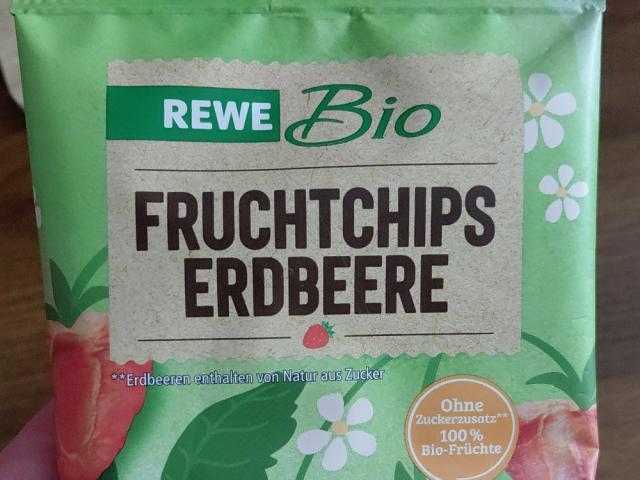 REWE Bio
FRUCHTCHIPS
ERDBEERE
**Erdbeeren enthalten von Natur aus Zucker
Ohne
Zuckerzusatz**
100 %
Bio-Früchte